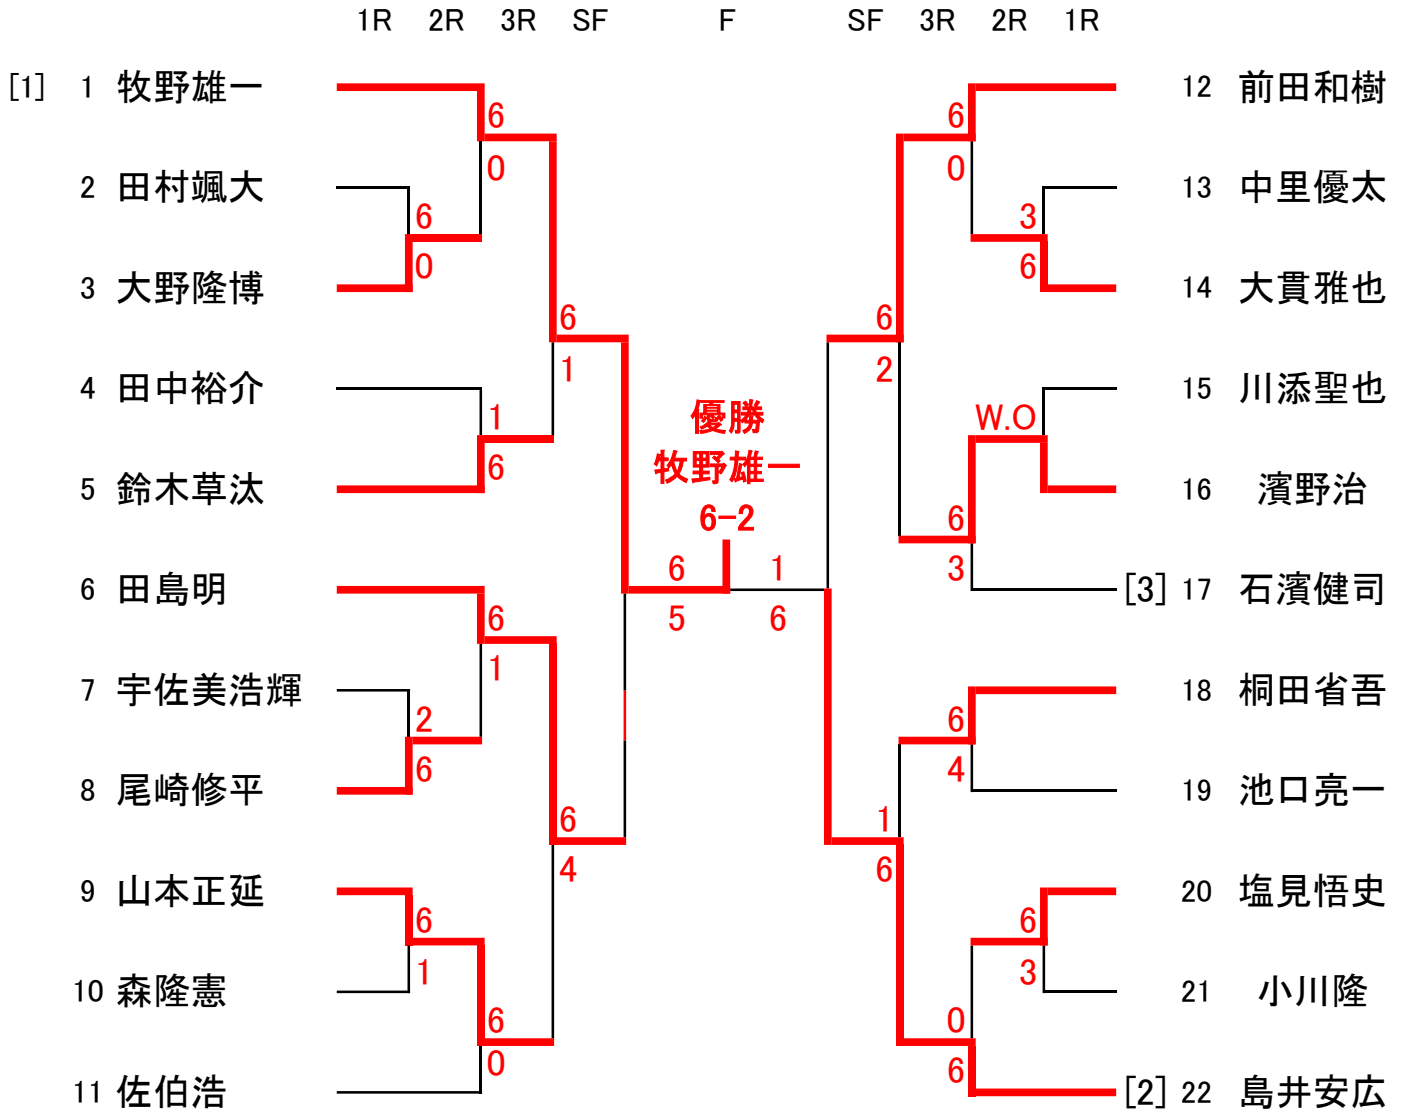 1R 2R 3R SF F SF 3R 2R 1R
[1] 1 牧野雄一 12 前田和樹
6 6
0 0
2 田村颯大 13 中里優太
6 3
0 6
3 大野隆博 14 大貫雅也
6 6
1 2
4 田中裕介 15 川添聖也
1 優勝 W.O
6 牧野雄一
5 鈴木草汰 16 濱野治
6-2 6
6 1 3
6 田島明 [3] 17 石濱健司
6 5 6
1
7 宇佐美浩輝 18 桐田省吾
2 6
6 4
8 尾崎修平 19 池口亮一
6 1
4 6
9 山本正延 20 塩見悟史
6 6
1 3
10 森隆憲 21 小川隆
6 0
0 6
11 佐伯浩 [2] 22 島井安広